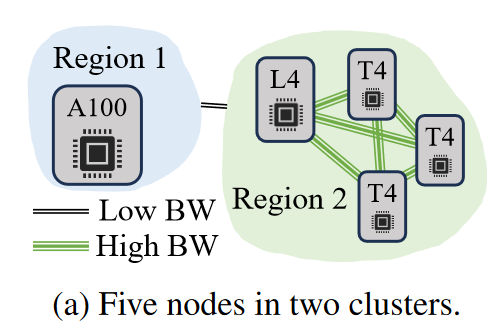 Region 1
A100
L4
T4
T4
T4
Region 2
Low BW
High BW
(a) Five nodes in two clusters.